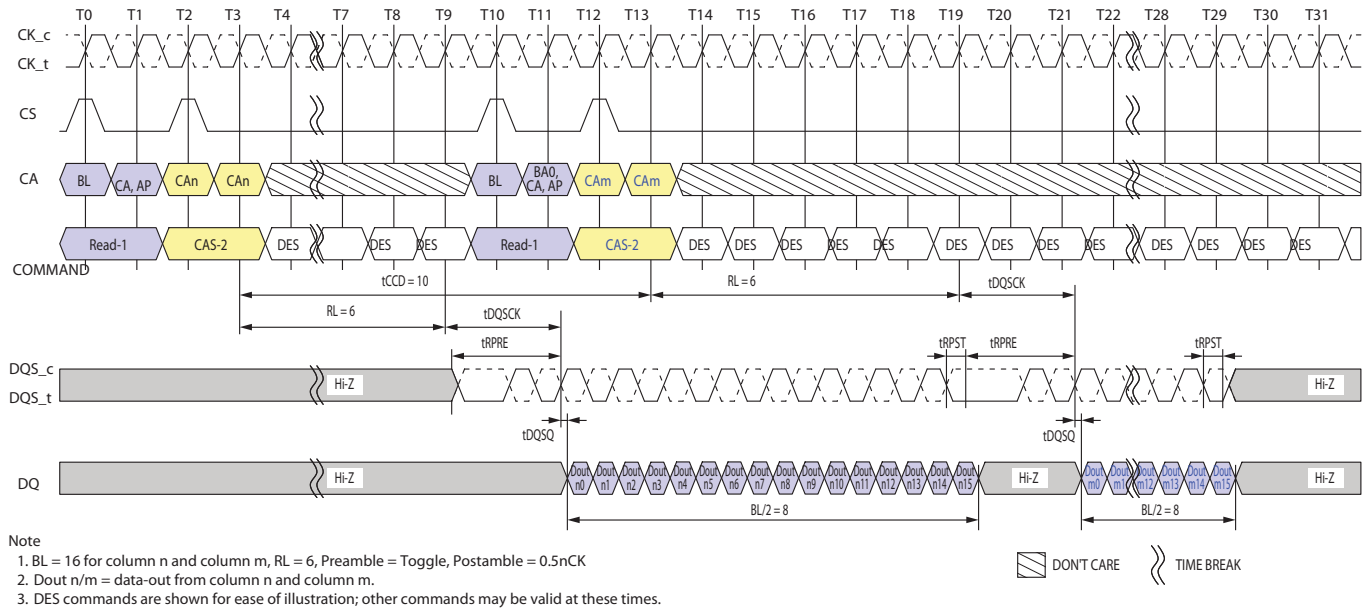 T0 T1 T2 T3 T4 T7 T8 T9 T10 T11 T12 T13 T14 T15 T16 T17 T18 T19 T20 T21 T22 T28 T29 T30 T31
CK_c
CK_t
CS
CA BL CA, AP CAn CAn BL BA0, CA, AP CAm CAm
Read-1 CAS-2 DES DES DES Read-1 CAS-2 DES DES DES DES DES DES DES DES DES DES DES DES
COMMAND
tCCD = 10 RL = 6 tDQSCK
RL = 6 tDQSCK
tRPRE tRPST tRPRE tRPST
DQS_c
DQS_t
Hi-Z Hi-Z
tDQSQ tDQSQ
DQ Hi-Z Dout n0 Dout n1 Dout n2 Dout n3 Dout n4 Dout n5 Dout n6 Dout n7 Dout n8 Dout n9 Dout n10 Dout n11 Dout n12 Dout n13 Dout n14 Dout n15 Hi-Z Dout m0 Dout m1 Dout m12 Dout m13 Dout m14 Dout m15 Hi-Z
BL/2 = 8 BL/2 = 8
Note
1. BL = 16 for column n and column m, RL = 6, Preamble = Toggle, Postamble = 0.5nCK
2. Dout n/m = data-out from column n and column m.
3. DES commands are shown for ease of illustration; other commands may be valid at these times.
DON'T CARE TIME BREAK